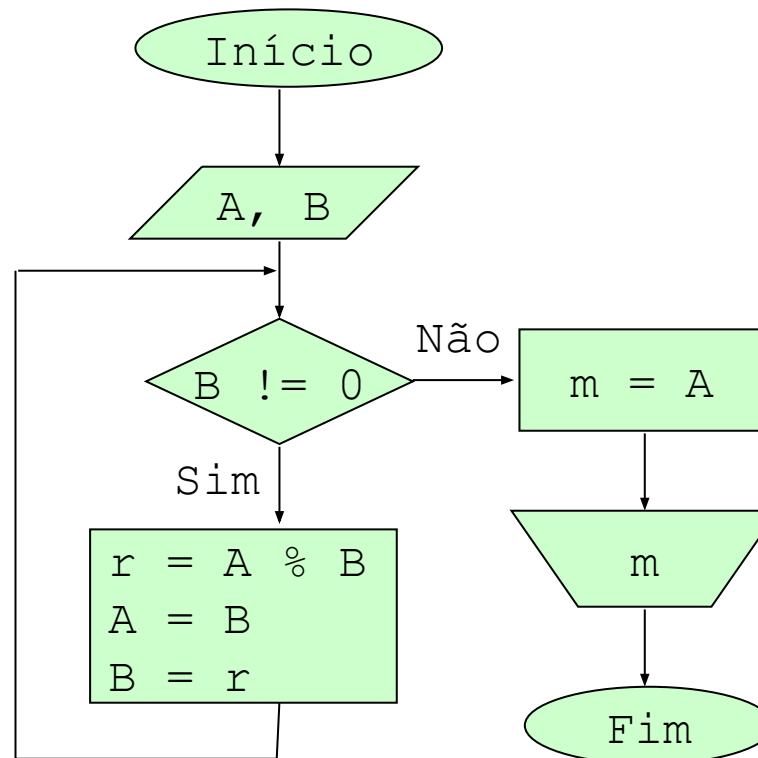 Início
A, B
B != 0
Não
m = A
Sim
r = A % B
A = B
B = r
m
Fim